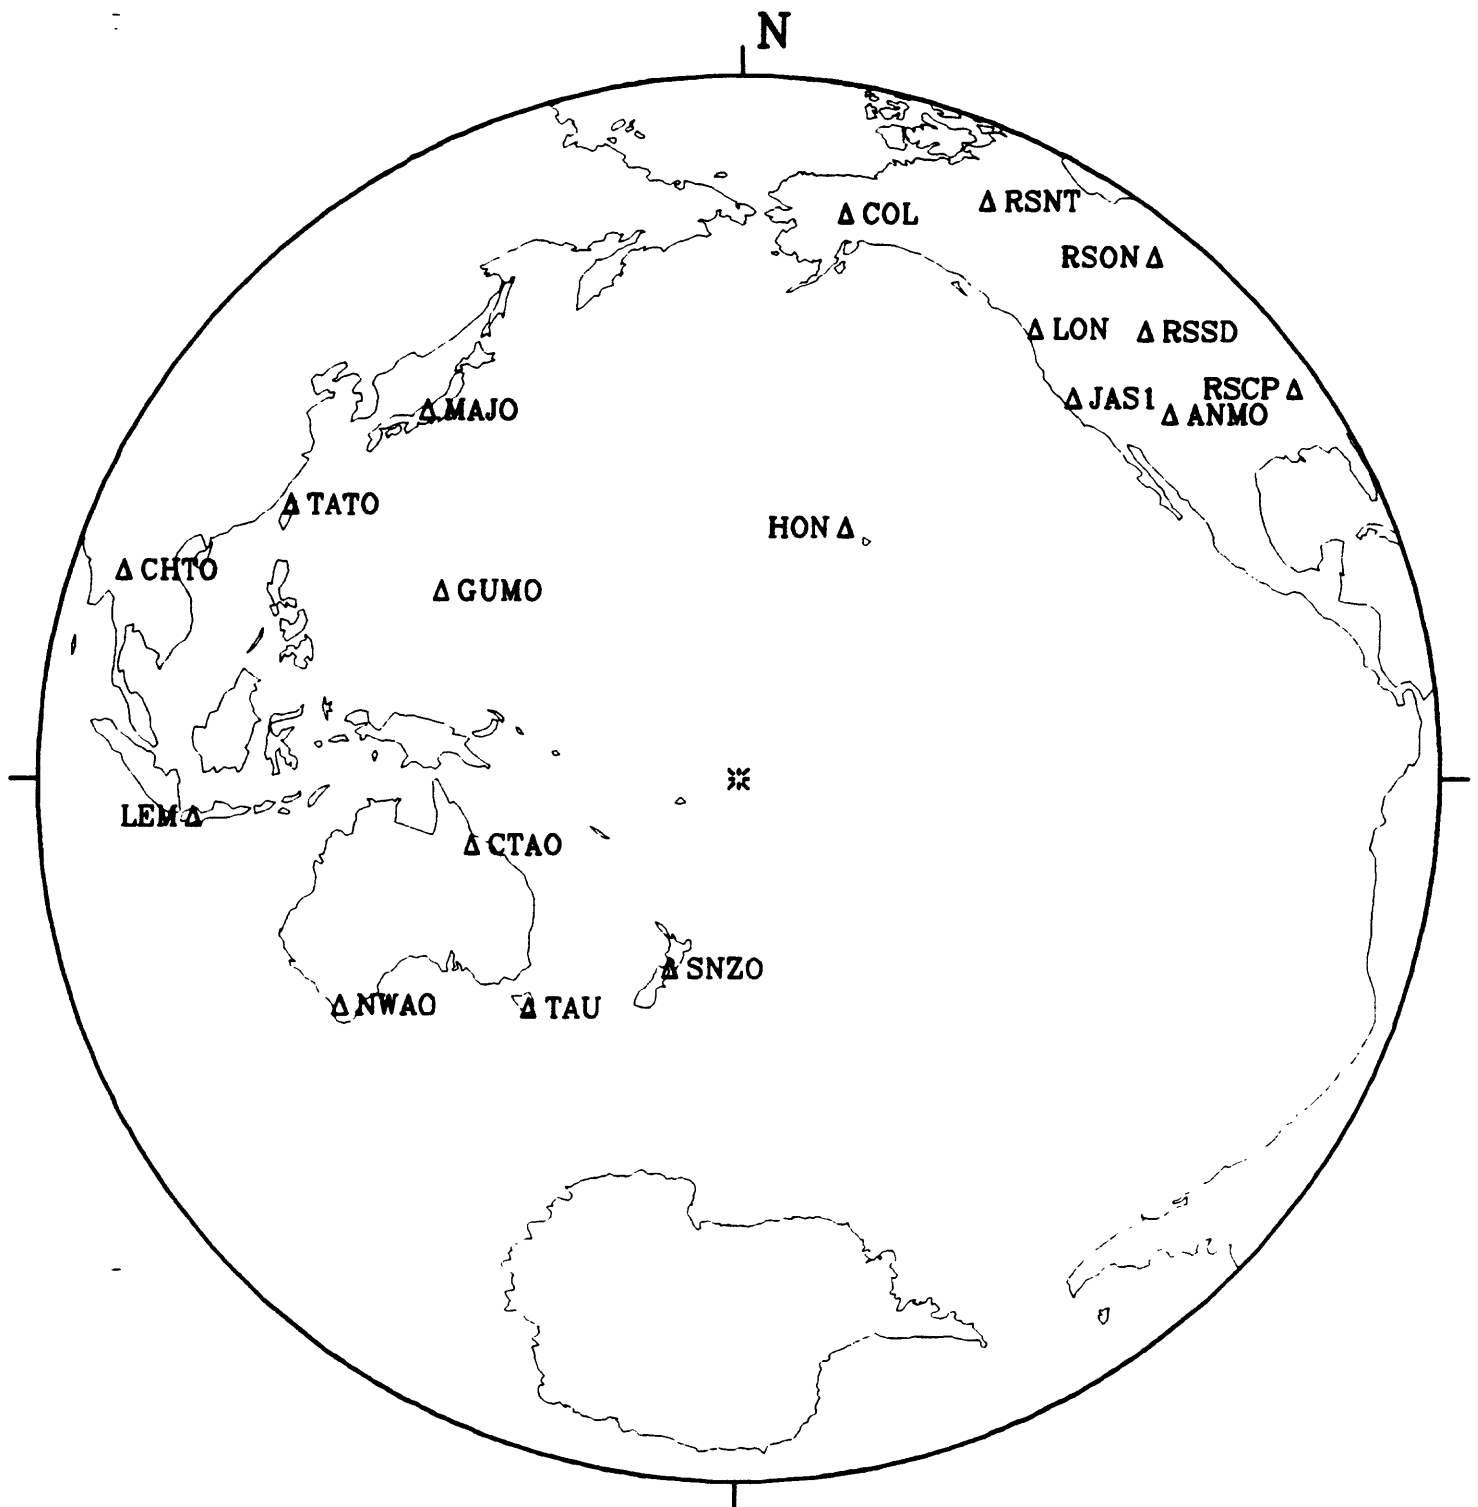 N
COL
RSNT
RSON
LON
RSSD
RSCP
JAS1
ANMO
MAJO
TATO
HON
CHTO
GUMO
LEM
CTAO
SNZO
NWAO
TAU